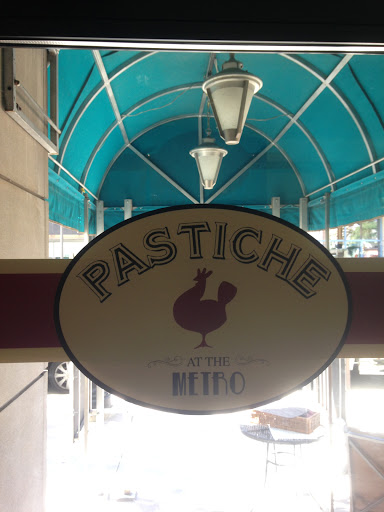 PASTICHE
AT THE
METRO